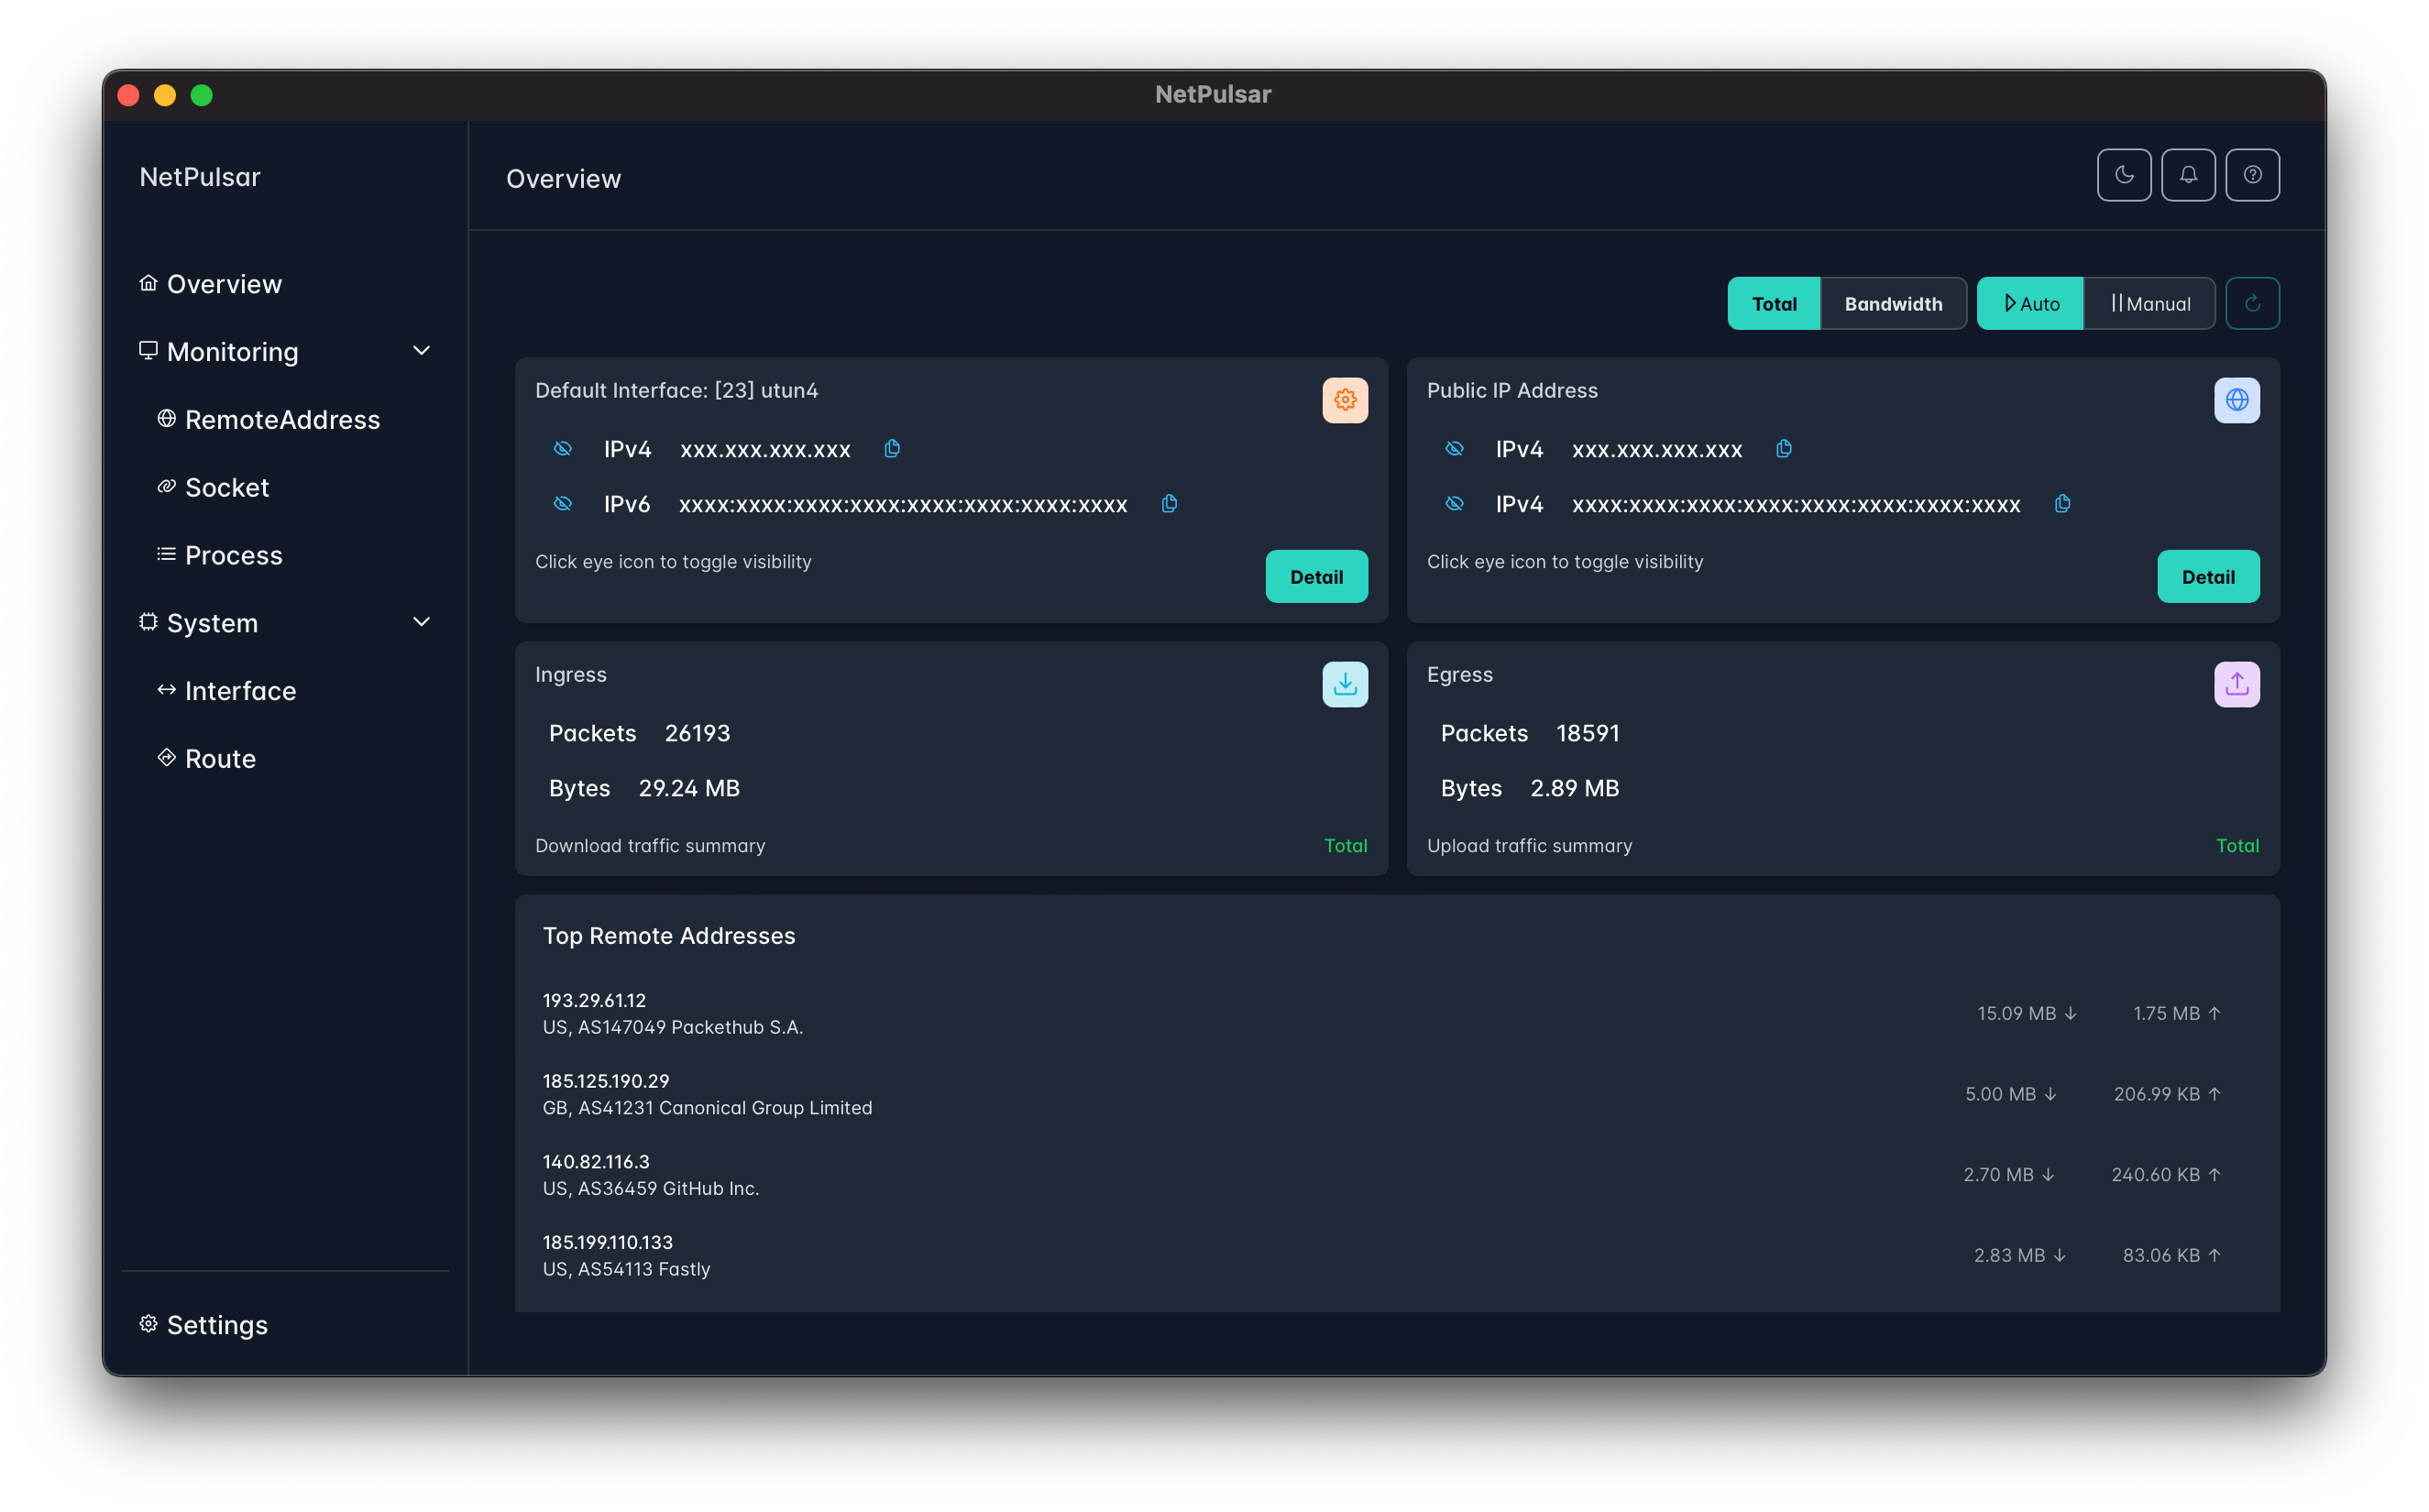 NetPulsar
NetPulsar
Overview
Overview
Monitoring
RemoteAddress
Socket
Process
System
Interface
Route
Settings
Total Bandwidth Auto Manual
Default Interface: [23] utun4
IPv4 xxx.xxx.xxx.xxx
IPv6 xxxx:xxxx:xxxx:xxxx:xxxx:xxxx:xxxx:xxxx
Click eye icon to toggle visibility
Detail
Public IP Address
IPv4 xxx.xxx.xxx.xxx
IPv4 xxxx:xxxx:xxxx:xxxx:xxxx:xxxx:xxxx:xxxx
Click eye icon to toggle visibility
Detail
Ingress
Packets 26193
Bytes 29.24 MB
Download traffic summary Total
Egress
Packets 18591
Bytes 2.89 MB
Upload traffic summary Total
Top Remote Addresses
193.29.61.12
US, AS147049 Packethub S.A.
15.09 MB ↓ 1.75 MB ↑
185.125.190.29
GB, AS41231 Canonical Group Limited
5.00 MB ↓ 206.99 KB ↑
140.82.116.3
US, AS36459 GitHub Inc.
2.70 MB ↓ 240.60 KB ↑
185.199.110.133
US, AS54113 Fastly
2.83 MB ↓ 83.06 KB ↑